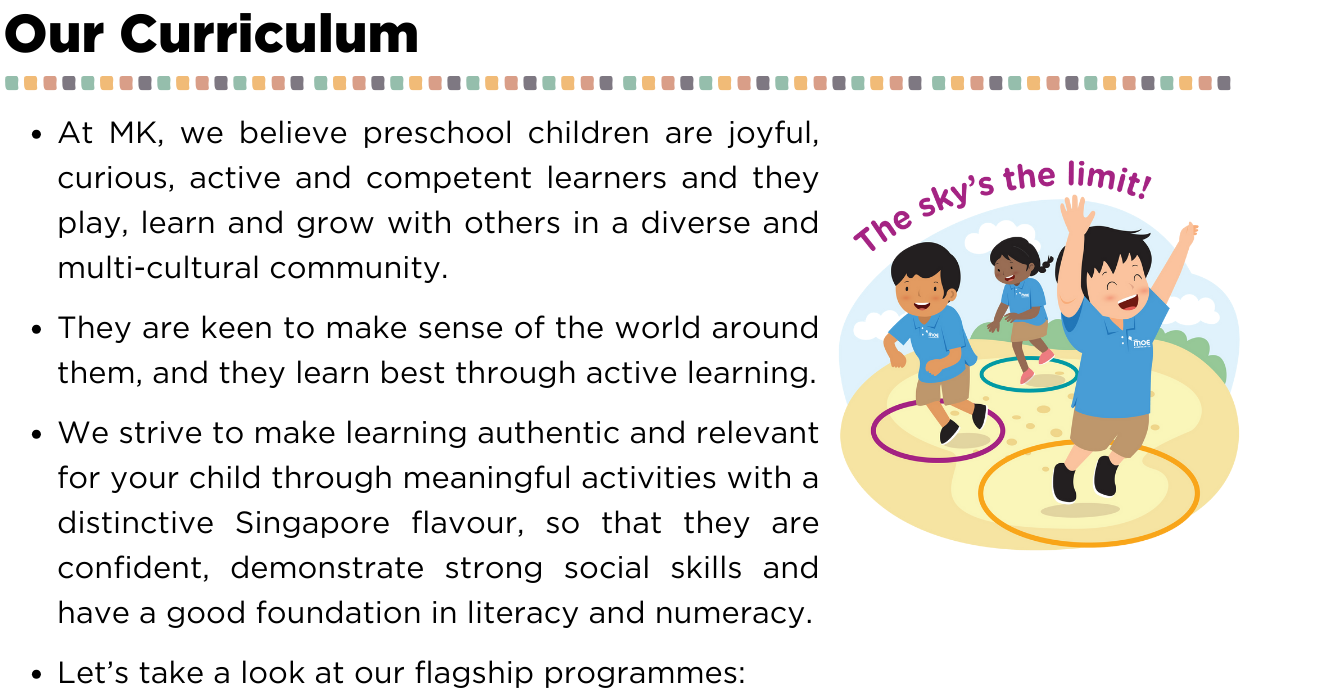 Our Curriculum
• At MK, we believe preschool children are joyful,
curious, active and competent learners and they
play, learn and grow with others in a diverse and
multi-cultural community.
• They are keen to make sense of the world around
them, and they learn best through active learning.
• We strive to make learning authentic and relevant
for your child through meaningful activities with a
distinctive Singapore flavour, so that they are
confident, demonstrate strong social skills and
have a good foundation in literacy and numeracy.
• Let’s take a look at our flagship programmes:
The sky’s the limit!
moe
moe
moe